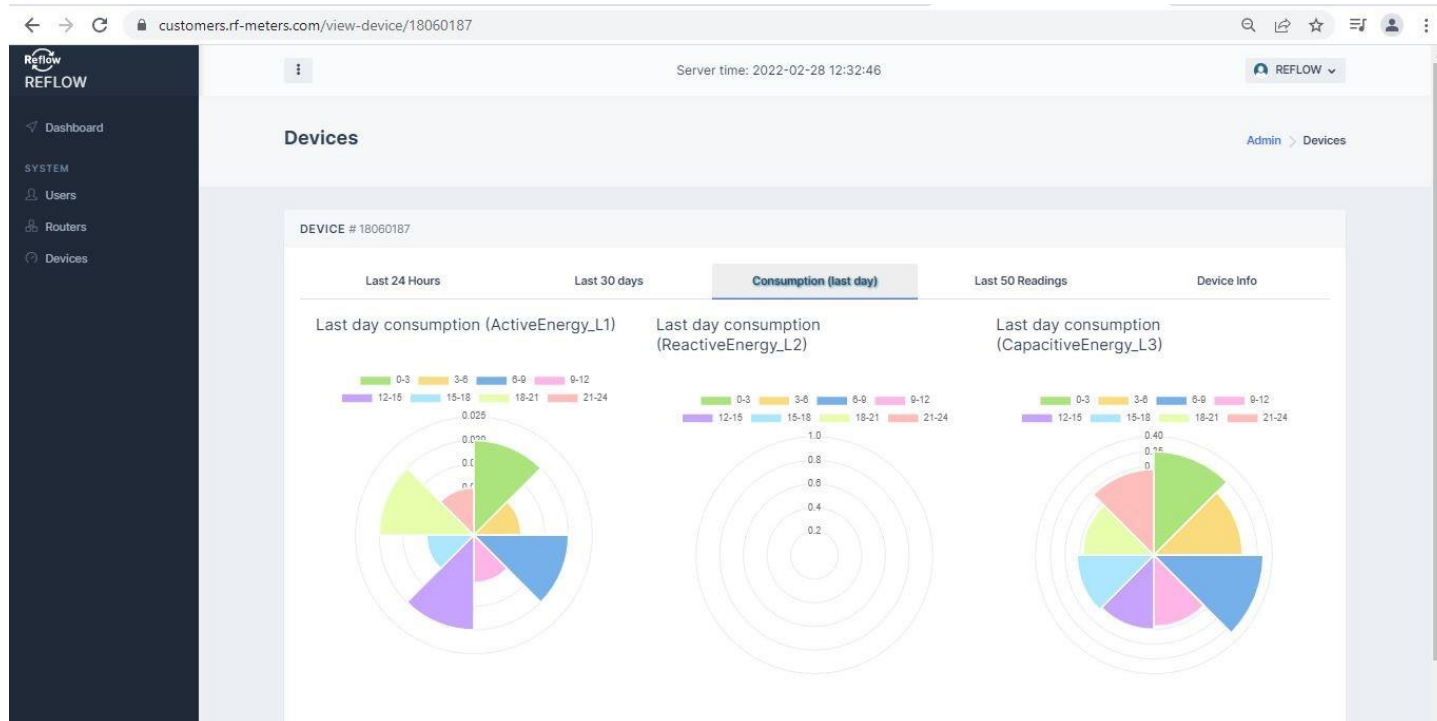 customers.rf-meters.com/view-device/18060187
Reflow
REFLOW
Server time: 2022-02-28 12:32:46
REFLOW
Dashboard
SYSTEM
Users
Routers
Devices
Devices
Admin > Devices
DEVICE # 18060187
Last 24 Hours
Last 30 days
Consumption (last day)
Last 50 Readings
Device Info
Last day consumption (ActiveEnergy_L1)
0-3 3-6 6-9 9-12
12-15 15-18 18-21 21-24
0.025
0.020
Last day consumption
(ReactiveEnergy_L2)
0-3 3-6 6-9 9-12
12-15 15-18 18-21 21-24
1.0
0.8
0.6
0.4
0.2
Last day consumption
(CapacitiveEnergy_L3)
0-3 3-6 6-9 9-12
12-15 15-18 18-21 21-24
0.40